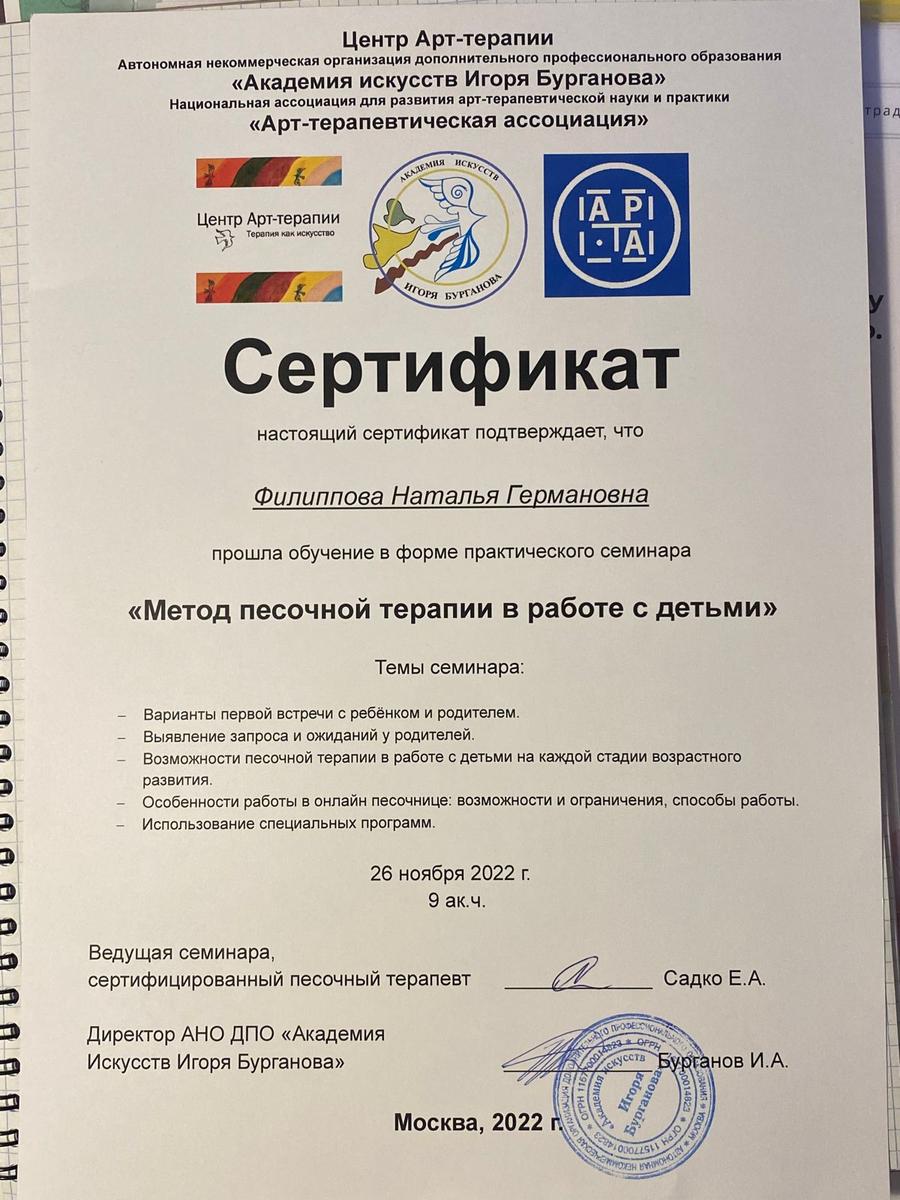 Центр Арт-терапии
Автономная некоммерческая организация дополнительного профессионального образования
«Академия искусств Игоря Бурганова»
Национальная ассоциация для развития арт-терапевтической науки и практики
«Арт-терапевтическая ассоциация»
Центр Арт-терапии
Терапия как искусство
АКАДЕМИЯ ИСКУССТВ
ИГОРЯ БУРГАНОВА
АРТА
Сертификат
настоящий сертификат подтверждает, что
Филиппова Наталья Германовна
прошла обучение в форме практического семинара
«Метод песочной терапии в работе с детьми»
Темы семинара:
– Варианты первой встречи с ребёнком и родителем.
– Выявление запроса и ожиданий у родителей.
– Возможности песочной терапии в работе с детьми на каждой стадии возрастного
развития.
– Особенности работы в онлайн песочнице: возможности и ограничения, способы работы.
– Использование специальных программ.
26 ноября 2022 г.
9 ак.ч.
Ведущая семинара,
сертифицированный песочный терапевт
Садко Е.А.
Директор АНО ДПО «Академия
Искусств Игоря Бурганова»
Бурганов И.А.
«Академия искусств
Игоря
Бурганова»
Москва, 2022 г.